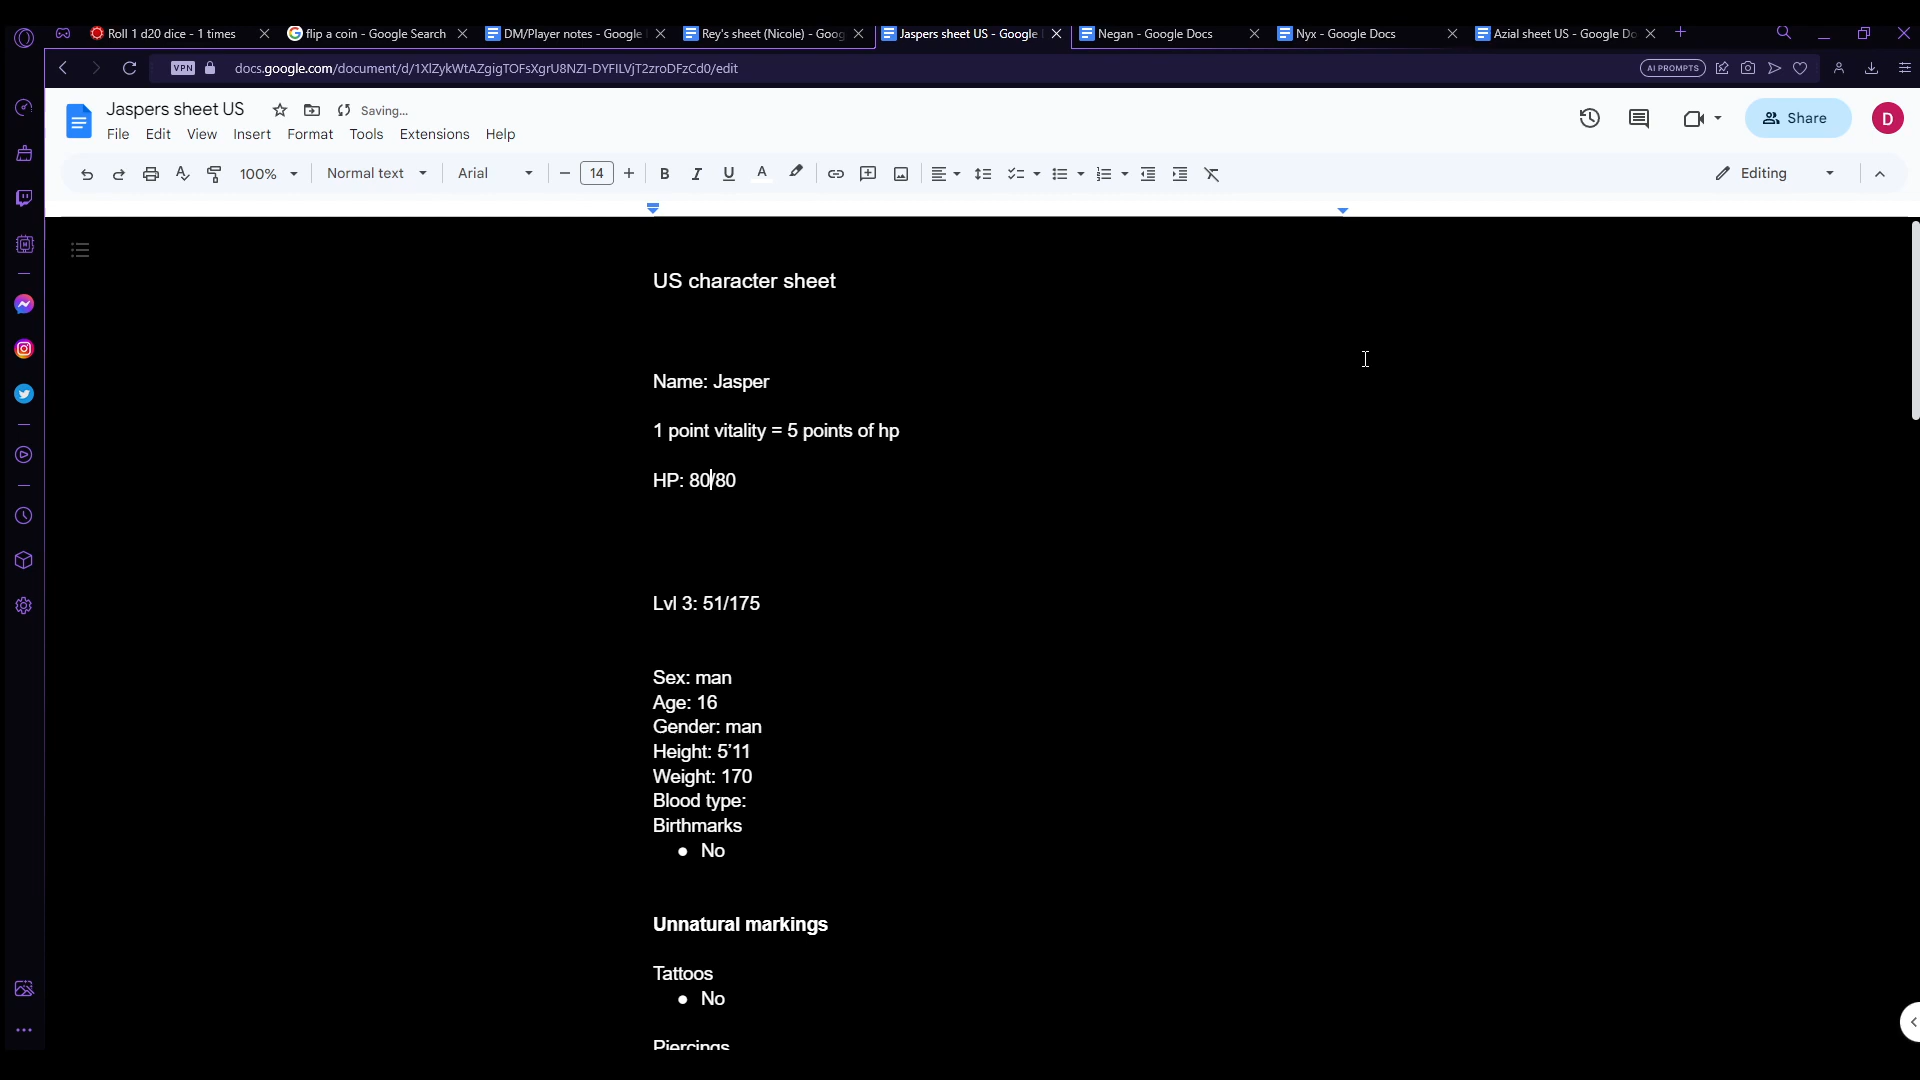 Roll 1 d20 dice - 1 times
flip a coin - Google Search
DM/Player notes - Google
Rey's sheet (Nicole) - Goog
Jaspers sheet US - Google
Negan - Google Docs
Nyx - Google Docs
Azial sheet US - Google Do
VPN
docs.google.com/document/d/1XlZykWtAZgigTOFsXgrU8NZI-DYFILVjT2zroDFzCd0/edit
AI PROMPTS
Jaspers sheet US
Saving...
File Edit View Insert Format Tools Extensions Help
Share
D
100%
Normal text
Arial
14
B I U A
Editing
US character sheet
Name: Jasper
1 point vitality = 5 points of hp
HP: 80/80
Lvl 3: 51/175
Sex: man
Age: 16
Gender: man
Height: 5’11
Weight: 170
Blood type:
Birthmarks
● No
Unnatural markings
Tattoos
● No
Piercings